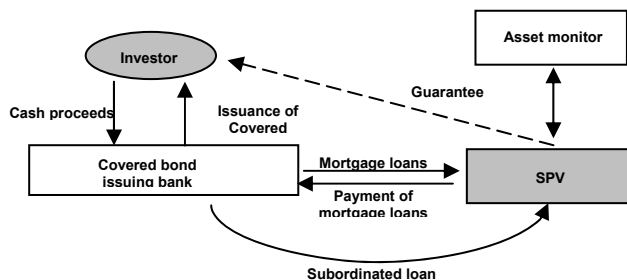 Asset monitor
Investor
Guarantee
Cash proceeds
Issuance of
Covered
Covered bond
issuing bank
Mortgage loans
SPV
Payment of
mortgage loans
Subordinated loan